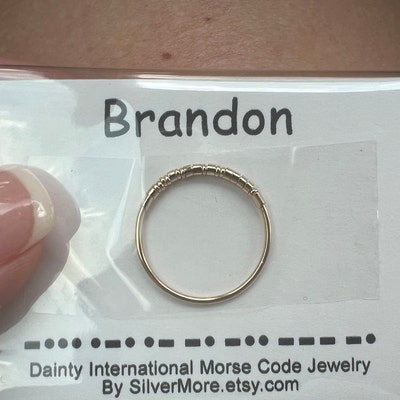 Brandon
-••• •-• •- -• -•• --- -•
Dainty International Morse Code Jewelry
By SilverMore.etsy.com